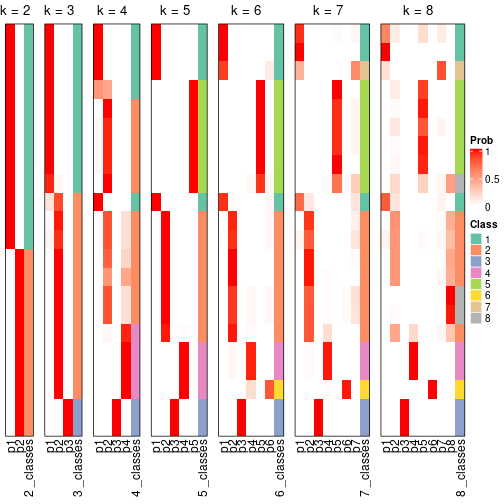 k = 2 k = 3 k = 4 k = 5 k = 6 k = 7 k = 8
Prob
1
0.5
0
Class
1
2
3
4
5
6
7
8
p1 p2 2_classes p1 p2 p3 3_classes p1 p2 p3 p4 4_classes p1 p2 p3 p4 p5 5_classes p1 p2 p3 p4 p5 p6 6_classes p1 p2 p3 p4 p5 p6 p7 7_classes p1 p2 p3 p4 p5 p6 p7 p8 8_classes